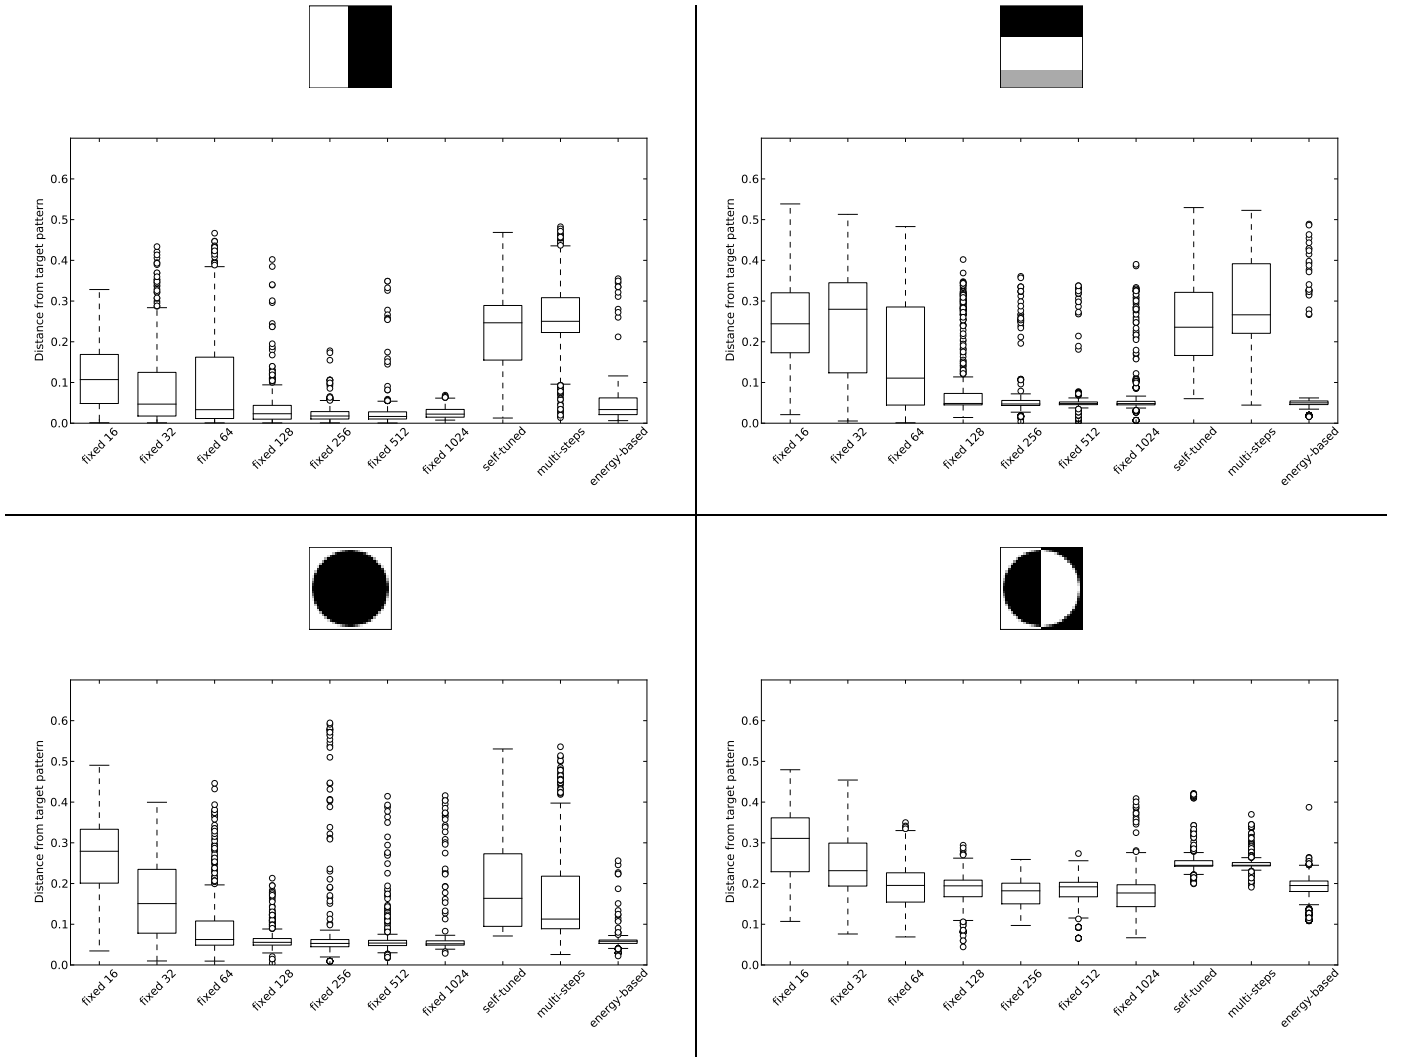 0.6
0.5
0.4
0.3
0.2
0.1
0.0
Distance from target pattern
fixed 16
fixed 32
fixed 64
fixed 128
fixed 256
fixed 512
fixed 1024
self-tuned
multi-steps
energy-based
0.6
0.5
0.4
0.3
0.2
0.1
0.0
Distance from target pattern
fixed 16
fixed 32
fixed 64
fixed 128
fixed 256
fixed 512
fixed 1024
self-tuned
multi-steps
energy-based
0.6
0.5
0.4
0.3
0.2
0.1
0.0
Distance from target pattern
fixed 16
fixed 32
fixed 64
fixed 128
fixed 256
fixed 512
fixed 1024
self-tuned
multi-steps
energy-based
0.6
0.5
0.4
0.3
0.2
0.1
0.0
Distance from target pattern
fixed 16
fixed 32
fixed 64
fixed 128
fixed 256
fixed 512
fixed 1024
self-tuned
multi-steps
energy-based